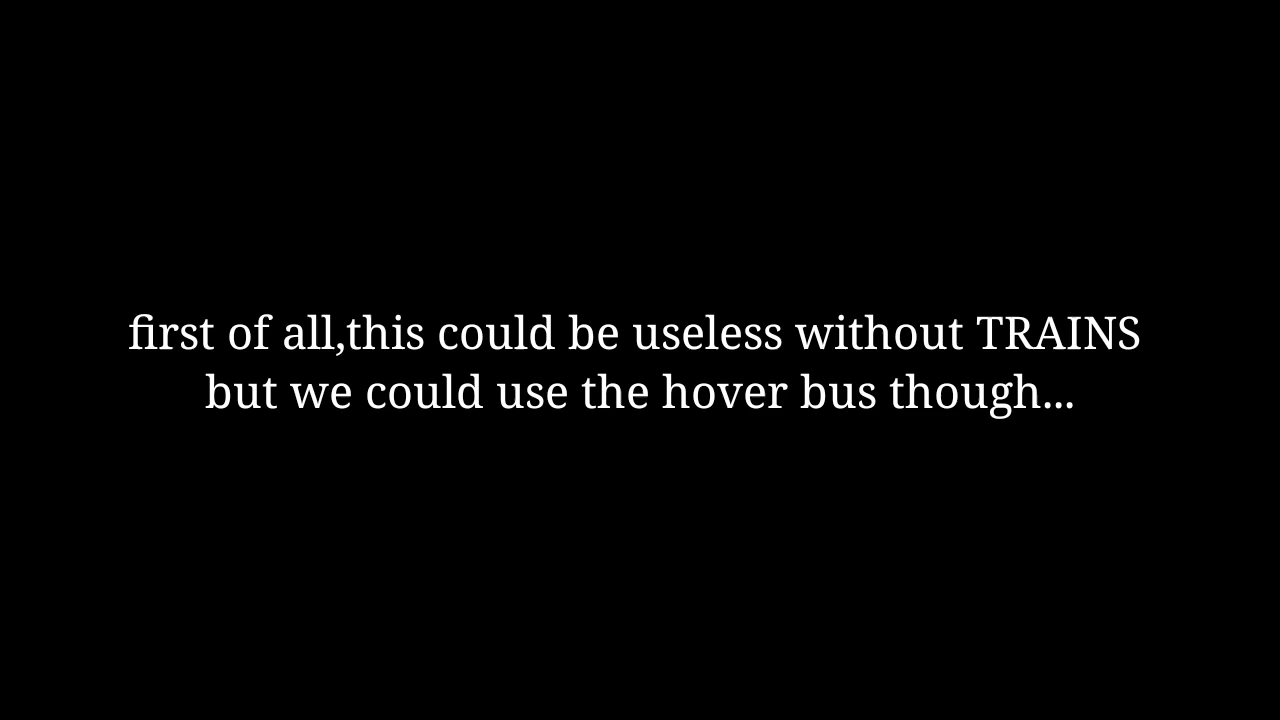 first of all,this could be useless without TRAINS
but we could use the hover bus though...